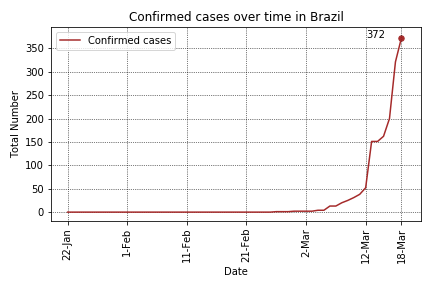 Confirmed cases over time in Brazil
372
Confirmed cases
Total Number
350
300
250
200
150
100
50
0
22-Jan
1-Feb
11-Feb
21-Feb
2-Mar
12-Mar
18-Mar
Date